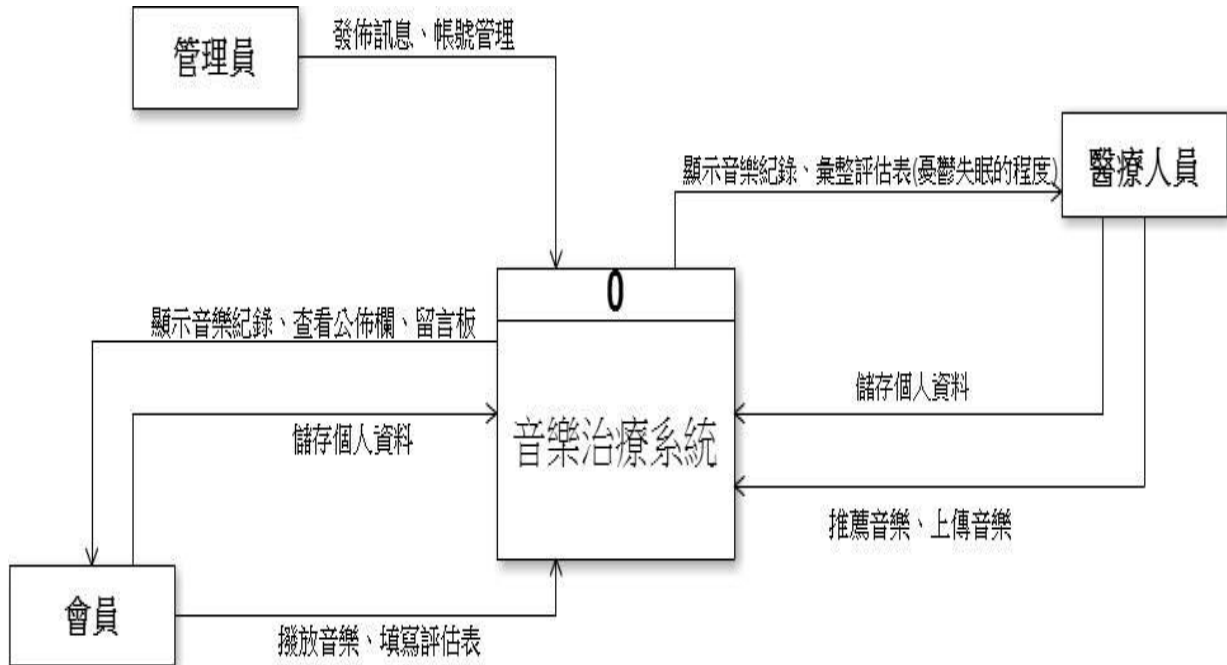 發佈訊息、帳號管理
管理員
顯示音樂紀錄、彙整評估表(憂鬱失眠的程度)
醫療人員
0
顯示音樂紀錄、查看公佈欄、留言板
儲存個人資料
音樂治療系統
儲存個人資料
推薦音樂、上傳音樂
會員
撥放音樂、填寫評估表